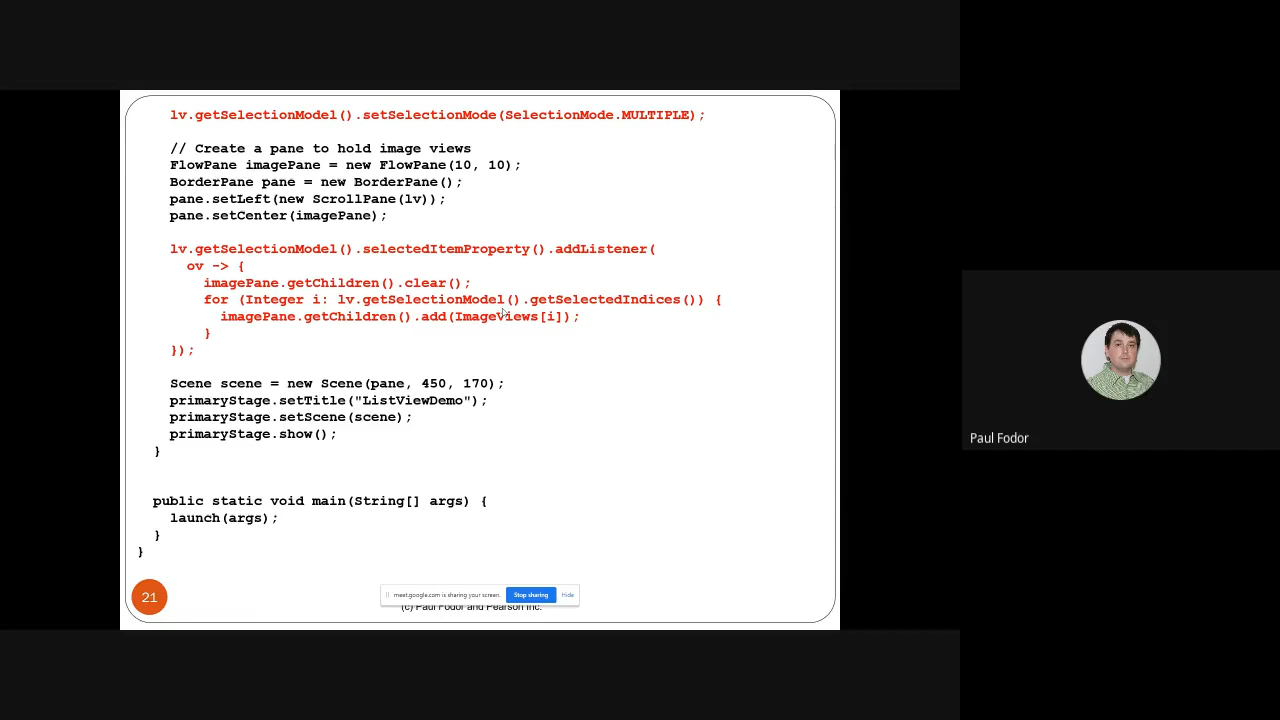 lv.getSelectionModel().setSelectionMode(SelectionMode.MULTIPLE);
// Create a pane to hold image views
FlowPane imagePane = new FlowPane(10, 10);
BorderPane pane = new BorderPane();
pane.setLeft(new ScrollPane(lv));
pane.setCenter(imagePane);
lv.getSelectionModel().selectedItemProperty().addListener(
ov -> {
imagePane.getChildren().clear();
for (Integer i: lv.getSelectionModel().getSelectedIndices()) {
imagePane.getChildren().add(ImageViews[i]);
}
});
Scene scene = new Scene(pane, 450, 170);
primaryStage.setTitle("ListViewDemo");
primaryStage.setScene(scene);
primaryStage.show();
}
public static void main(String[] args) {
launch(args);
}
}
21
meet.google.com is sharing your screen. Stop sharing Hide
(c) Paul Fodor and Pearson Inc.
Paul Fodor